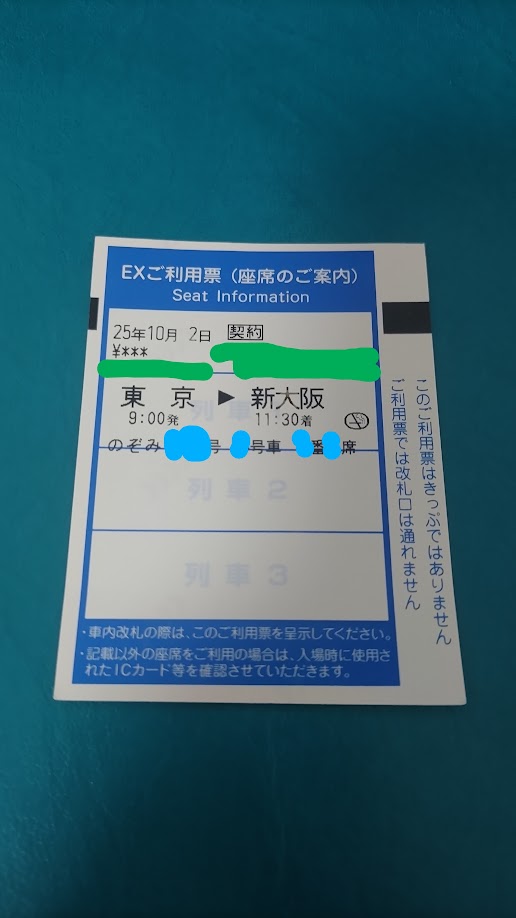 EXご利用票(座席のご案内)
Seat Information
25年10月 2日 契約
¥***
東 京 ▶ 新大阪
9:00発 11:30着
のぞみ 号 号車 番 席
列車
列車2
列車3
・車内改札の際は、このご利用票を呈示してください。
・記載以外の座席をご利用の場合は、入場時に使用さ
れたICカード等を確認させていただきます。
このご利用票はきっぷではありません
ご利用票では改札口は通れません